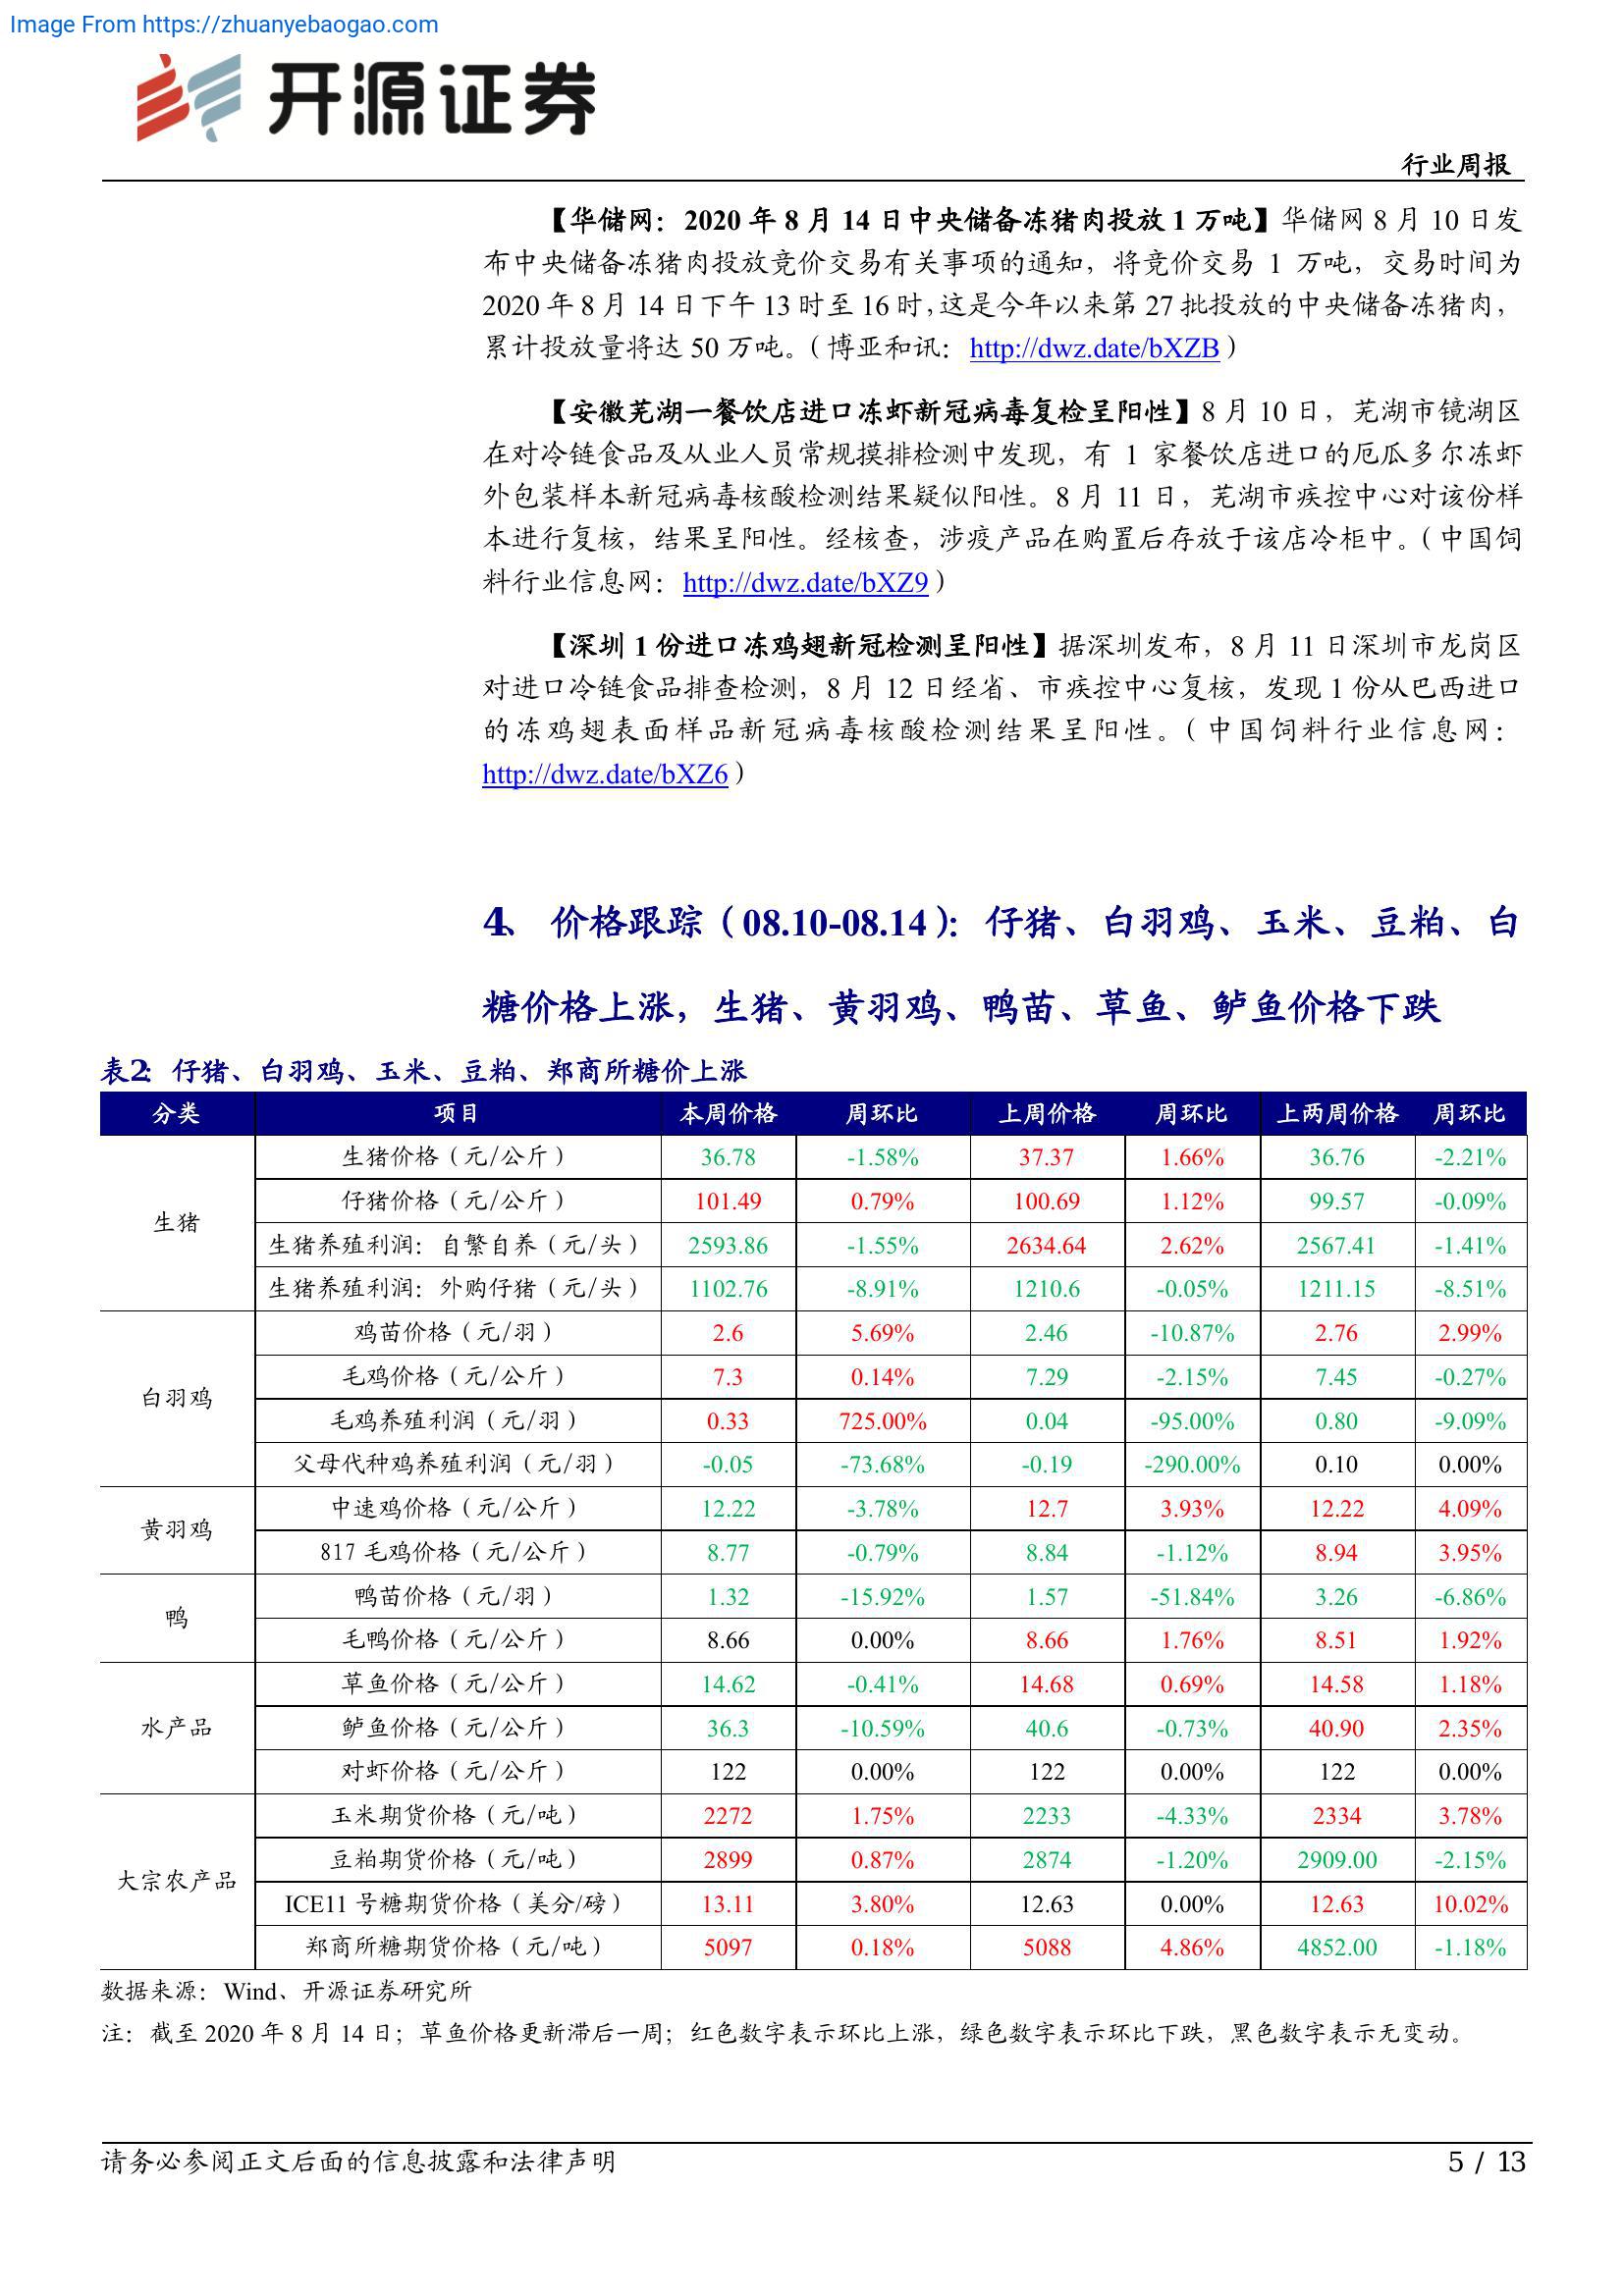 Image From https://zhuanyebaogao.com
开源证券
行业周报
【华储网：2020 年 8 月 14 日中央储备冻猪肉投放 1 万吨】华储网 8 月 10 日发
布中央储备冻猪肉投放竞价交易有关事项的通知，将竞价交易 1 万吨，交易时间为
2020 年 8 月 14 日下午 13 时至 16 时，这是今年以来第 27 批投放的中央储备冻猪肉，
累计投放量将达 50 万吨。（博亚和讯：http://dwz.date/bXZB）
【安徽芜湖一餐饮店进口冻虾新冠病毒复检呈阳性】8 月 10 日，芜湖市镜湖区
在对冷链食品及从业人员常规摸排检测中发现，有 1 家餐饮店进口的厄瓜多尔冻虾
外包装样本新冠病毒核酸检测结果疑似阳性。8 月 11 日，芜湖市疾控中心对该份样
本进行复核，结果呈阳性。经核查，涉疫产品在购置后存放于该店冷柜中。（中国饲
料行业信息网：http://dwz.date/bXZ9）
【深圳 1 份进口冻鸡翅新冠检测呈阳性】据深圳发布，8 月 11 日深圳市龙岗区
对进口冷链食品排查检测，8 月 12 日经省、市疾控中心复核，发现 1 份从巴西进口
的冻鸡翅表面样品新冠病毒核酸检测结果呈阳性。（中国饲料行业信息网：
http://dwz.date/bXZ6）
4、 价格跟踪（08.10-08.14）：仔猪、白羽鸡、玉米、豆粕、白
糖价格上涨，生猪、黄羽鸡、鸭苗、草鱼、鲈鱼价格下跌
表2：仔猪、白羽鸡、玉米、豆粕、郑商所糖价上涨
分类 项目 本周价格 周环比 上周价格 周环比 上两周价格 周环比
生猪 生猪价格（元/公斤） 36.78 -1.58% 37.37 1.66% 36.76 -2.21%
仔猪价格（元/公斤） 101.49 0.79% 100.69 1.12% 99.57 -0.09%
生猪养殖利润：自繁自养（元/头） 2593.86 -1.55% 2634.64 2.62% 2567.41 -1.41%
生猪养殖利润：外购仔猪（元/头） 1102.76 -8.91% 1210.6 -0.05% 1211.15 -8.51%
白羽鸡 鸡苗价格（元/羽） 2.6 5.69% 2.46 -10.87% 2.76 2.99%
毛鸡价格（元/公斤） 7.3 0.14% 7.29 -2.15% 7.45 -0.27%
毛鸡养殖利润（元/羽） 0.33 725.00% 0.04 -95.00% 0.80 -9.09%
父母代种鸡养殖利润（元/羽） -0.05 -73.68% -0.19 -290.00% 0.10 0.00%
黄羽鸡 中速鸡价格（元/公斤） 12.22 -3.78% 12.7 3.93% 12.22 4.09%
817 毛鸡价格（元/公斤） 8.77 -0.79% 8.84 -1.12% 8.94 3.95%
鸭 鸭苗价格（元/羽） 1.32 -15.92% 1.57 -51.84% 3.26 -6.86%
毛鸭价格（元/公斤） 8.66 0.00% 8.66 1.76% 8.51 1.92%
水产品 草鱼价格（元/公斤） 14.62 -0.41% 14.68 0.69% 14.58 1.18%
鲈鱼价格（元/公斤） 36.3 -10.59% 40.6 -0.73% 40.90 2.35%
对虾价格（元/公斤） 122 0.00% 122 0.00% 122 0.00%
大宗农产品 玉米期货价格（元/吨） 2272 1.75% 2233 -4.33% 2334 3.78%
豆粕期货价格（元/吨） 2899 0.87% 2874 -1.20% 2909.00 -2.15%
ICE11 号糖期货价格（美分/磅） 13.11 3.80% 12.63 0.00% 12.63 10.02%
郑商所糖期货价格（元/吨） 5097 0.18% 5088 4.86% 4852.00 -1.18%
数据来源：Wind、开源证券研究所
注：截至 2020 年 8 月 14 日；草鱼价格更新滞后一周；红色数字表示环比上涨，绿色数字表示环比下跌，黑色数字表示无变动。
请务必参阅正文后面的信息披露和法律声明
5 / 13